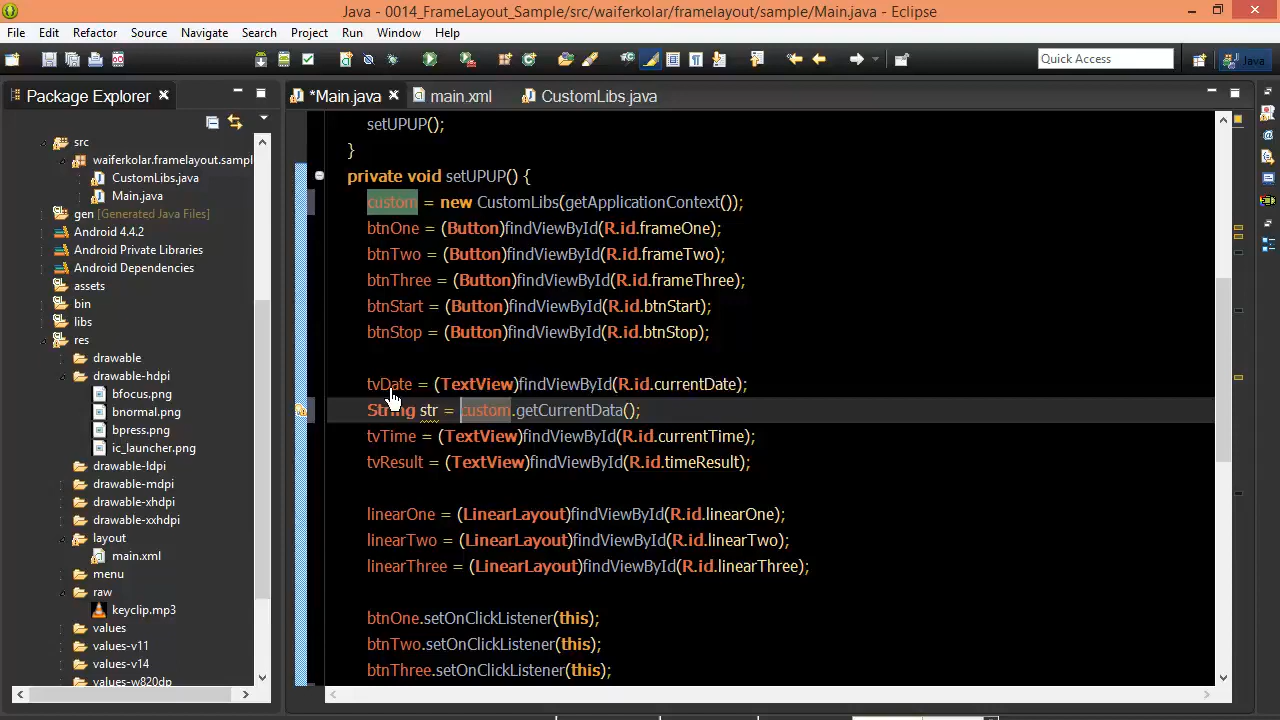 Java - 0014_FrameLayout_Sample/src/waiferkolar/framelayout/sample/Main.java - Eclipse
File Edit Refactor Source Navigate Search Project Run Window Help
Quick Access
Java
Package Explorer
*Main.java main.xml CustomLibs.java
src
waiferkolar.framelayout.sampl
CustomLibs.java
Main.java
gen [Generated Java Files]
Android 4.4.2
Android Private Libraries
Android Dependencies
assets
bin
libs
res
drawable
drawable-hdpi
bfocus.png
bnormal.png
bpress.png
ic_launcher.png
drawable-ldpi
drawable-mdpi
drawable-xhdpi
drawable-xxhdpi
layout
main.xml
menu
raw
keyclip.mp3
values
values-v11
values-v14
values-w820dp
setUPUP();
}
private void setUPUP() {
custom = new CustomLibs(getApplicationContext());
btnOne = (Button)findViewById(R.id.frameOne);
btnTwo = (Button)findViewById(R.id.frameTwo);
btnThree = (Button)findViewById(R.id.frameThree);
btnStart = (Button)findViewById(R.id.btnStart);
btnStop = (Button)findViewById(R.id.btnStop);
tvDate = (TextView)findViewById(R.id.currentDate);
String str = custom.getCurrentData();
tvTime = (TextView)findViewById(R.id.currentTime);
tvResult = (TextView)findViewById(R.id.timeResult);
linearOne = (LinearLayout)findViewById(R.id.linearOne);
linearTwo = (LinearLayout)findViewById(R.id.linearTwo);
linearThree = (LinearLayout)findViewById(R.id.linearThree);
btnOne.setOnClickListener(this);
btnTwo.setOnClickListener(this);
btnThree.setOnClickListener(this);